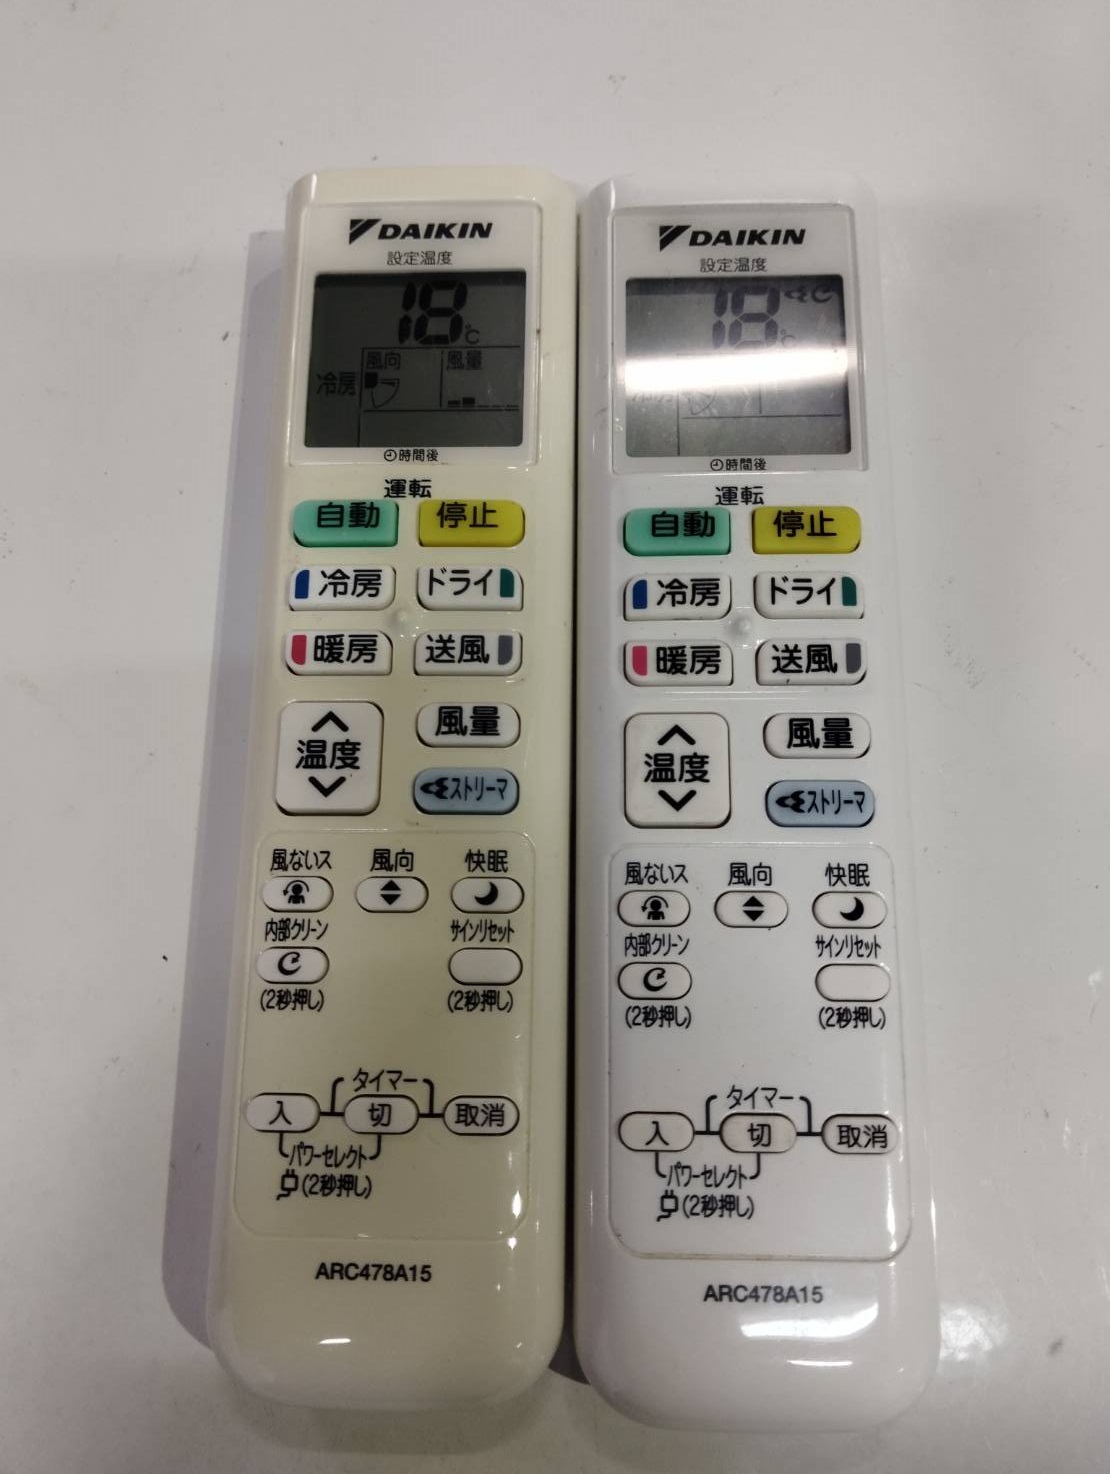 DAIKIN
設定温度
18℃
風向 風量
冷房
時間後
運転
自動 停止
冷房 ドライ
暖房 送風
温度 風量
ストリーマ
風ないス 風向 快眠
内部クリーン サインリセット
(2秒押し) (2秒押し)
タイマー
入 切 取消
パワーセレクト
(2秒押し)
ARC478A15
DAIKIN
設定温度
18℃
時間後
運転
自動 停止
冷房 ドライ
暖房 送風
温度 風量
ストリーマ
風ないス 風向 快眠
内部クリーン サインリセット
(2秒押し) (2秒押し)
タイマー
入 切 取消
パワーセレクト
(2秒押し)
ARC478A15